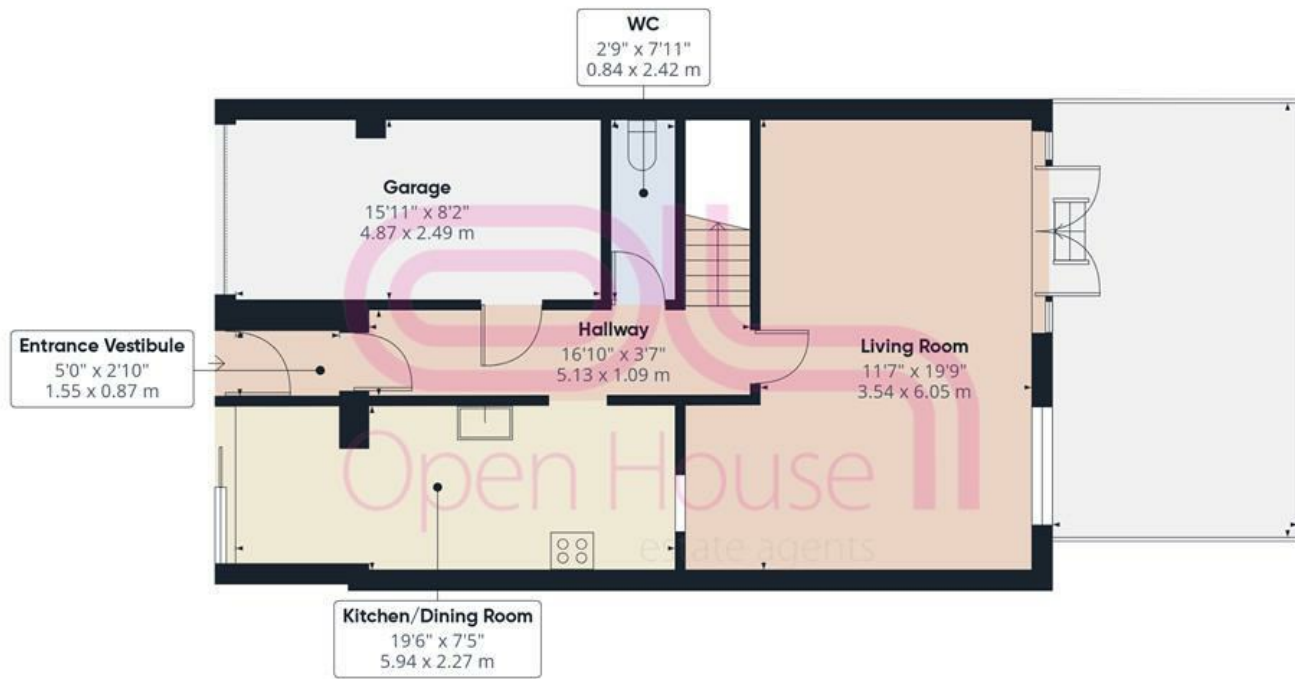 WC
2'9" x 7'11"
0.84 x 2.42 m
Garage
15'11" x 8'2"
4.87 x 2.49 m
Entrance Vestibule
5'0" x 2'10"
1.55 x 0.87 m
Hallway
16'10" x 3'7"
5.13 x 1.09 m
Living Room
11'7" x 19'9"
3.54 x 6.05 m
Open House
estate agents
Kitchen/Dining Room
19'6" x 7'5"
5.94 x 2.27 m